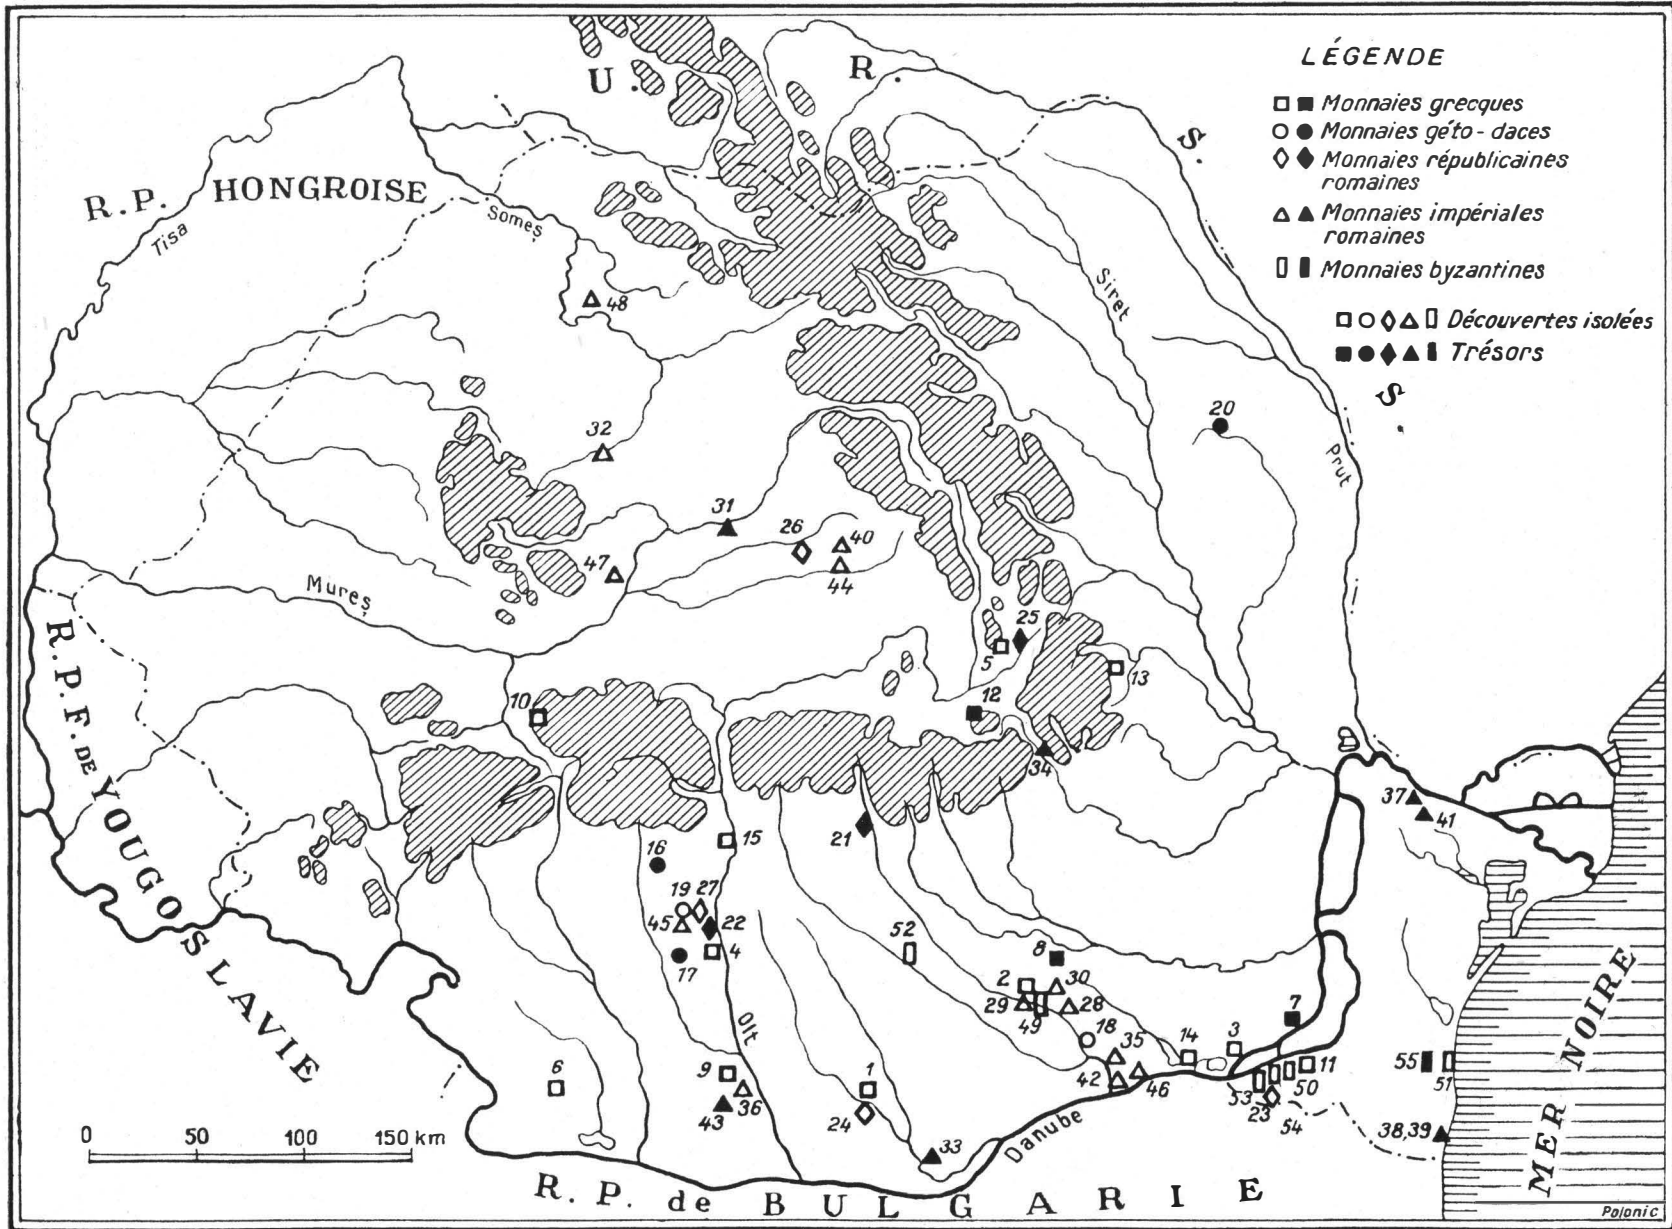 LÉGENDE
Monnaies grecques
Monnaies géto-daces
Monnaies républicaines
romaines
Monnaies impériales
romaines
Monnaies byzantines
Découvertes isolées
Trésors
U. R. S. S.
R.P. HONGROISE
Tisa
Someș
Siret
Prut
Mureș
Olt
Danube
R.P.F. DE YOUGOSLAVIE
R.P. de BULGARIE
MER NOIRE
48
20
32
31
26
40
44
47
25
5
13
10
12
34
37
41
21
15
16
19
27
45
22
4
17
52
8
2
30
29
49
28
18
35
14
3
7
11
42
46
53
23
54
50
55
51
38,39
6
9
36
43
1
24
33
0 50 100 150 km
Polonic